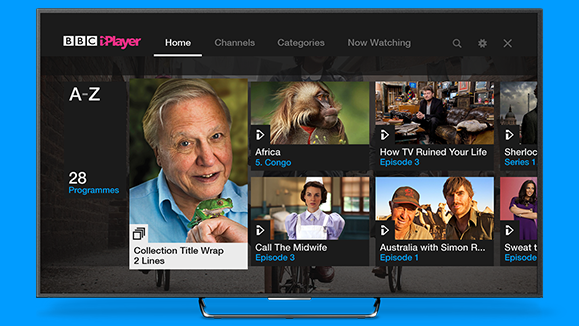 BBC iPlayer
Home
Channels
Categories
Now Watching
A-Z
28
Programmes
Collection Title Wrap
2 Lines
Africa
5. Congo
How TV Ruined Your Life
Episode 3
Sherloc
Series 1
Call The Midwife
Episode 3
Australia with Simon R...
Episode 1
Sweat t
Episode